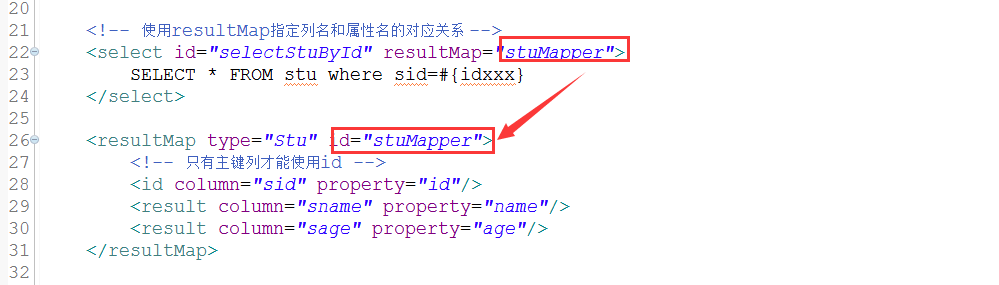 20
21 <!-- 使用resultMap指定列名和属性名的对应关系 -->
22 <select id="selectStuById" resultMap="stuMapper">
23 SELECT * FROM stu where sid=#{idxxx}
24 </select>
25
26 <resultMap type="Stu" id="stuMapper">
27 <!-- 只有主键列才能使用id -->
28 <id column="sid" property="id"/>
29 <result column="sname" property="name"/>
30 <result column="sage" property="age"/>
31 </resultMap>
32